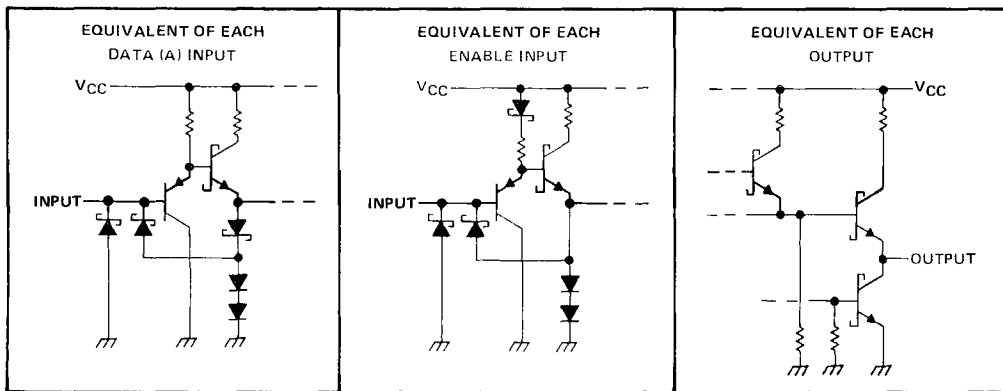 EQUIVALENT OF EACH
DATA (A) INPUT
VCC
INPUT
EQUIVALENT OF EACH
ENABLE INPUT
VCC
INPUT
EQUIVALENT OF EACH
OUTPUT
VCC
OUTPUT